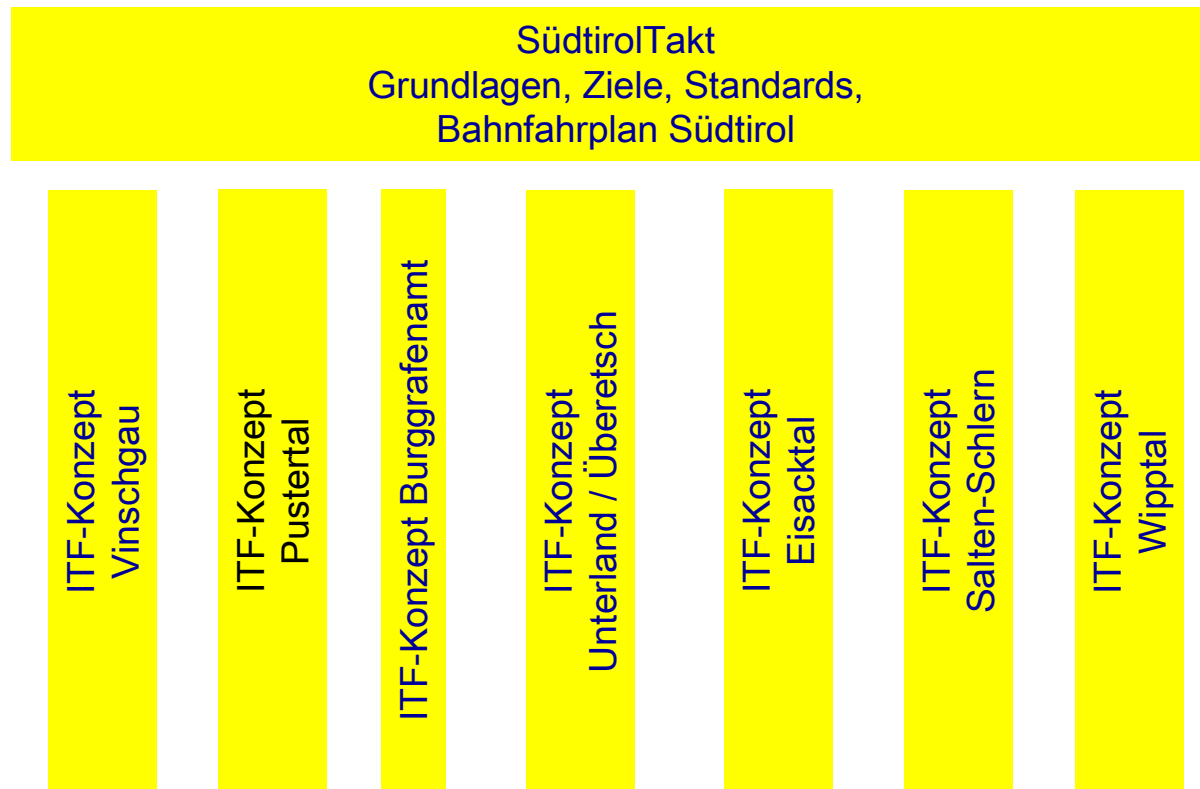 SüdtirolTakt
Grundlagen, Ziele, Standards,
Bahnfahrplan Südtirol
ITF-Konzept
Vinschgau
ITF-Konzept
Pustertal
ITF-Konzept Burggrafenamt
ITF-Konzept
Unterland / Überetsch
ITF-Konzept
Eisacktal
ITF-Konzept
Salten-Schlern
ITF-Konzept
Wipptal